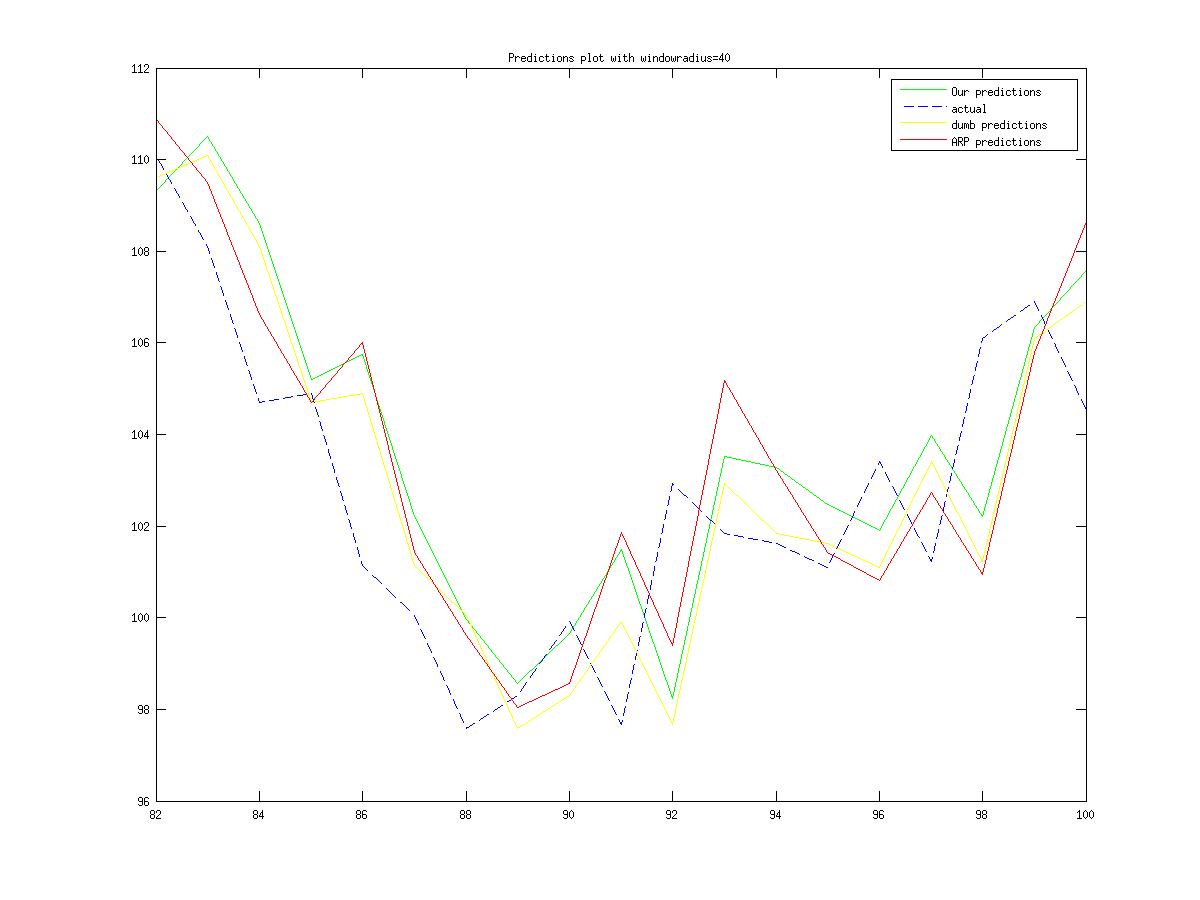 Predictions plot with windowradius=40
112
Our predictions
actual
dumb predictions
ARP predictions
110
108
106
104
102
100
98
96
82 84 86 88 90 92 94 96 98 100